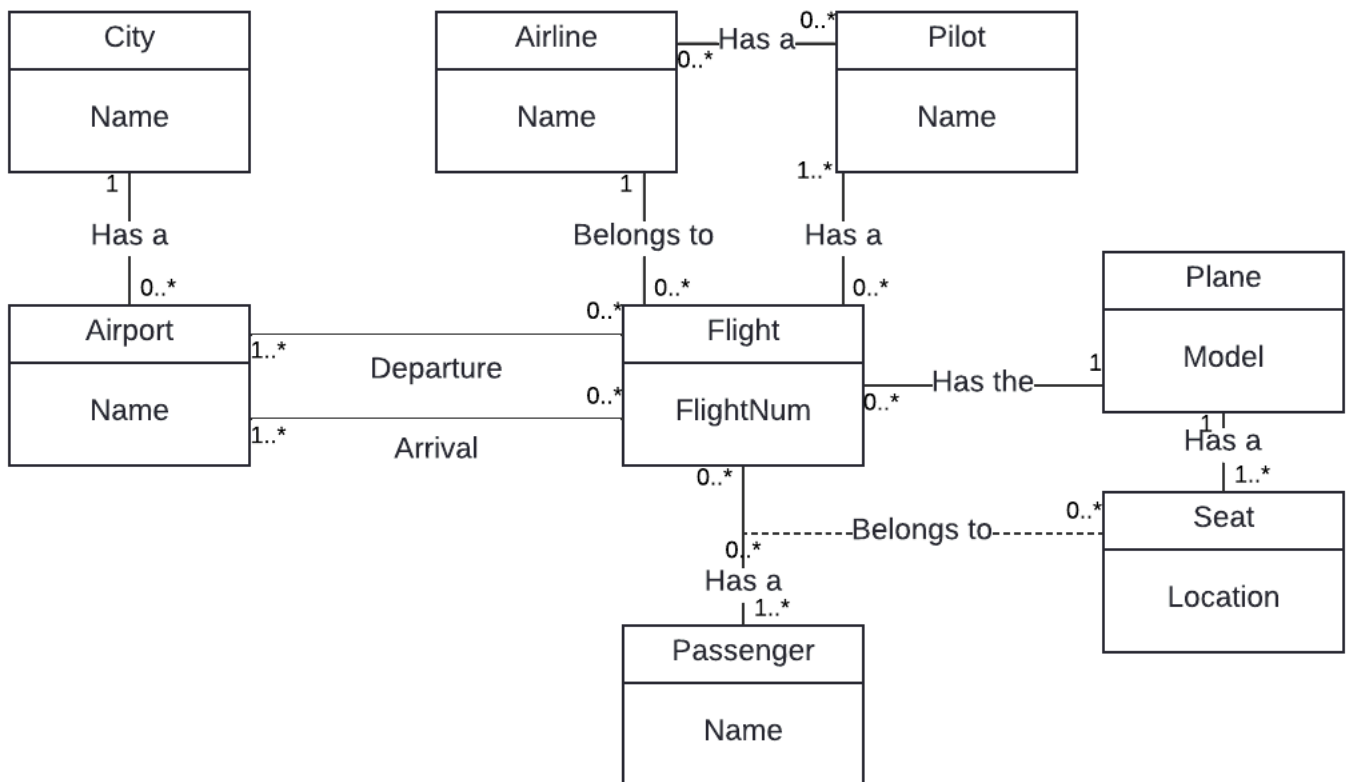 City
Name
1
Has a
0..*
Airport
Name
Airline
Name
0..*
Has a
0..*
Pilot
Name
1
Belongs to
0..*
1..*
Has a
0..*
1..*
Departure
0..*
1..*
Arrival
0..*
Flight
FlightNum
0..*
Has the
1
Plane
Model
1
Has a
1..*
Seat
Location
0..*
0..*
Belongs to
0..*
Has a
1..*
Passenger
Name